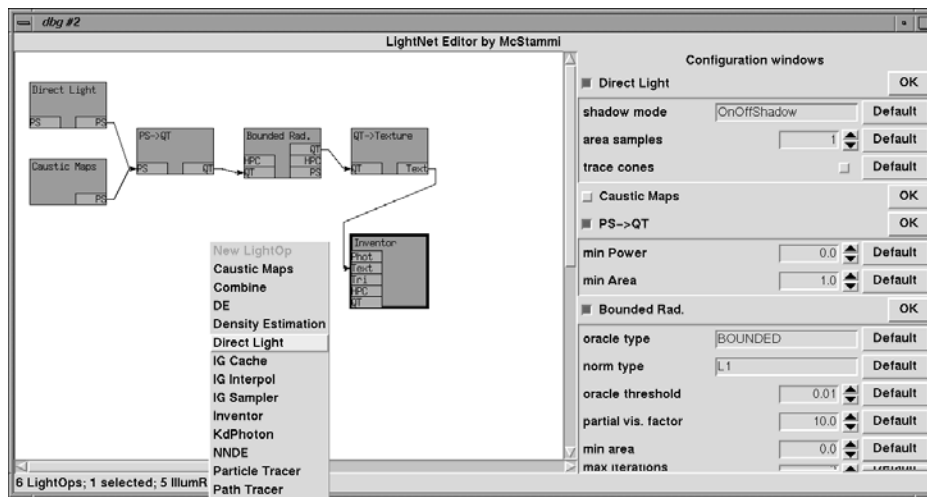 dbg #2
LightNet Editor by McStammi
Direct Light
PS PS
Caustic Maps
PS
PS->QT
PS QT
Bounded Rad.
QT
HPC HPC
QT PS
QT->Texture
QT Text
Inventor
Phot
Text
Tri
HPC
QT
New LightOp
Caustic Maps
Combine
DE
Density Estimation
Direct Light
IG Cache
IG Interpol
IG Sampler
Inventor
KdPhoton
NNDE
Particle Tracer
Path Tracer
6 LightOps; 1 selected; 5 IllumR
Configuration windows
Direct Light OK
shadow mode OnOffShadow Default
area samples 1 Default
trace cones Default
Caustic Maps OK
PS->QT OK
min Power 0.0 Default
min Area 1.0 Default
Bounded Rad. OK
oracle type BOUNDED Default
norm type L1 Default
oracle threshold 0.01 Default
partial vis. factor 10.0 Default
min area 0.0 Default
max iterations Default